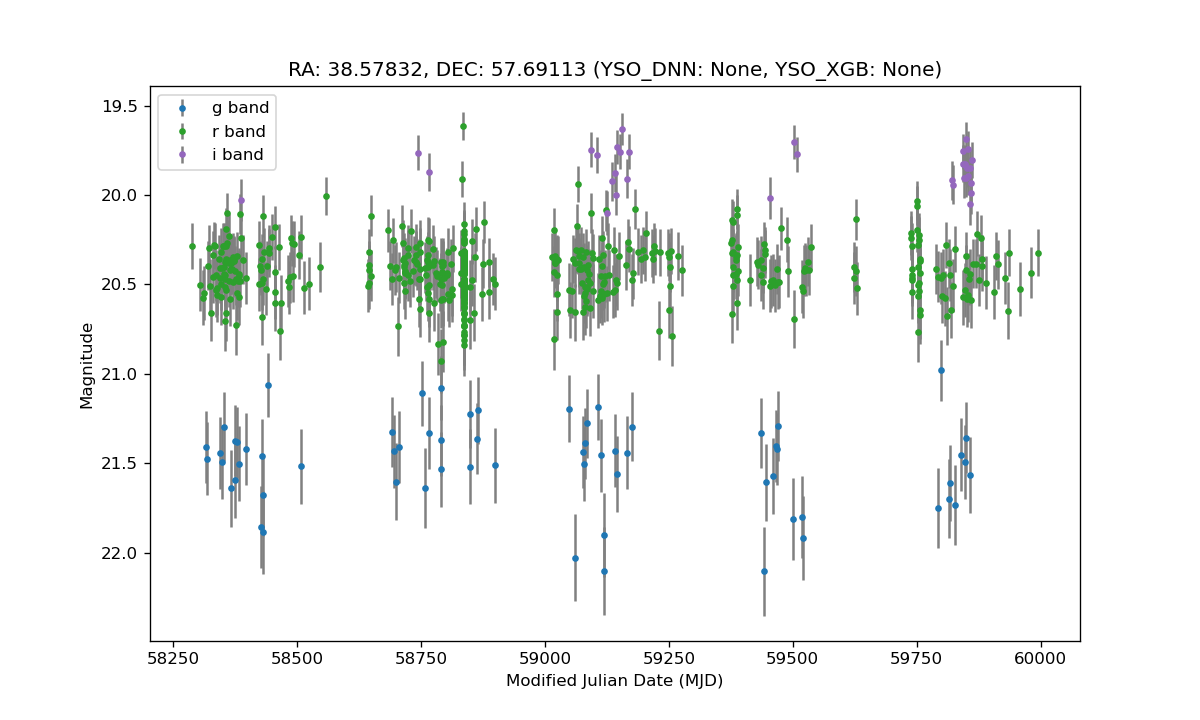 RA: 38.57832, DEC: 57.69113 (YSO_DNN: None, YSO_XGB: None)
g band
r band
i band
Magnitude
19.5
20.0
20.5
21.0
21.5
22.0
58250 58500 58750 59000 59250 59500 59750 60000
Modified Julian Date (MJD)